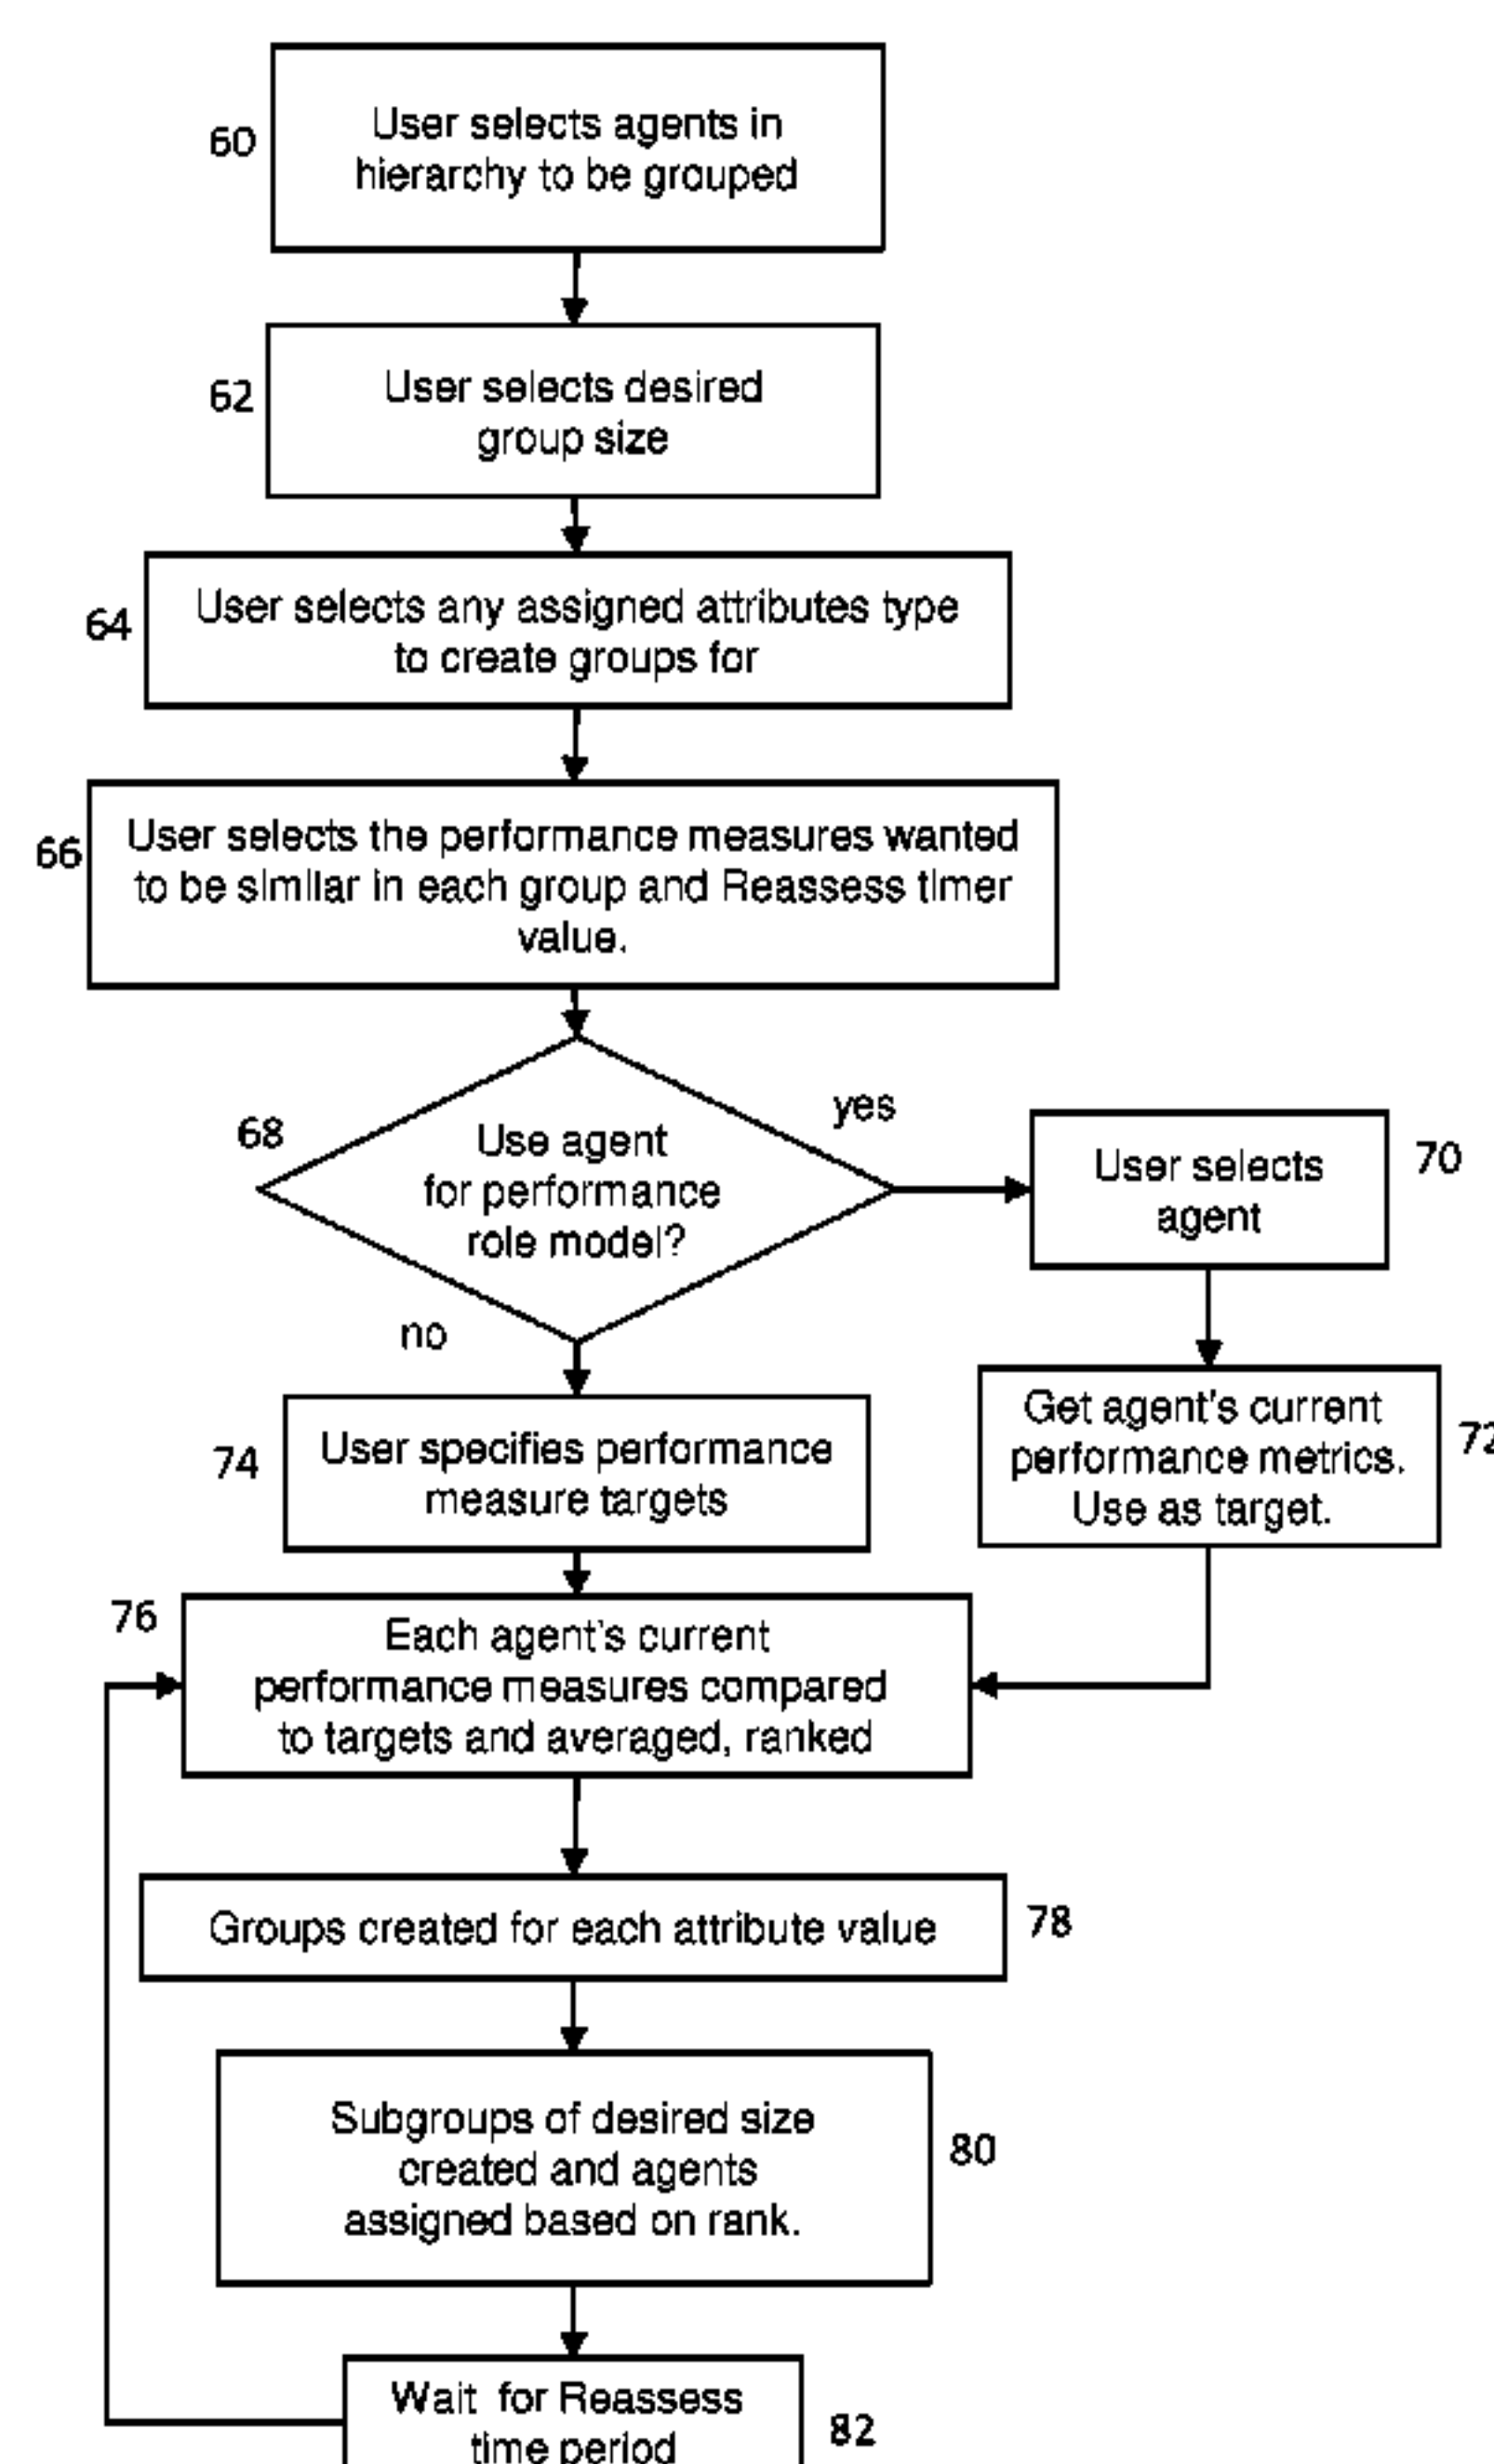 60
User selects agents in
hierarchy to be grouped
62
User selects desired
group size
64
User selects any assigned attributes type
to create groups for
66
User selects the performance measures wanted
to be similar in each group and Reassess timer
value.
68
Use agent
for performance
role model?
yes
no
User selects
agent
70
Get agent's current
performance metrics.
Use as target.
72
74
User specifies performance
measure targets
76
Each agent's current
performance measures compared
to targets and averaged, ranked
Groups created for each attribute value
78
Subgroups of desired size
created and agents
assigned based on rank.
80
Wait for Reassess
time period
82